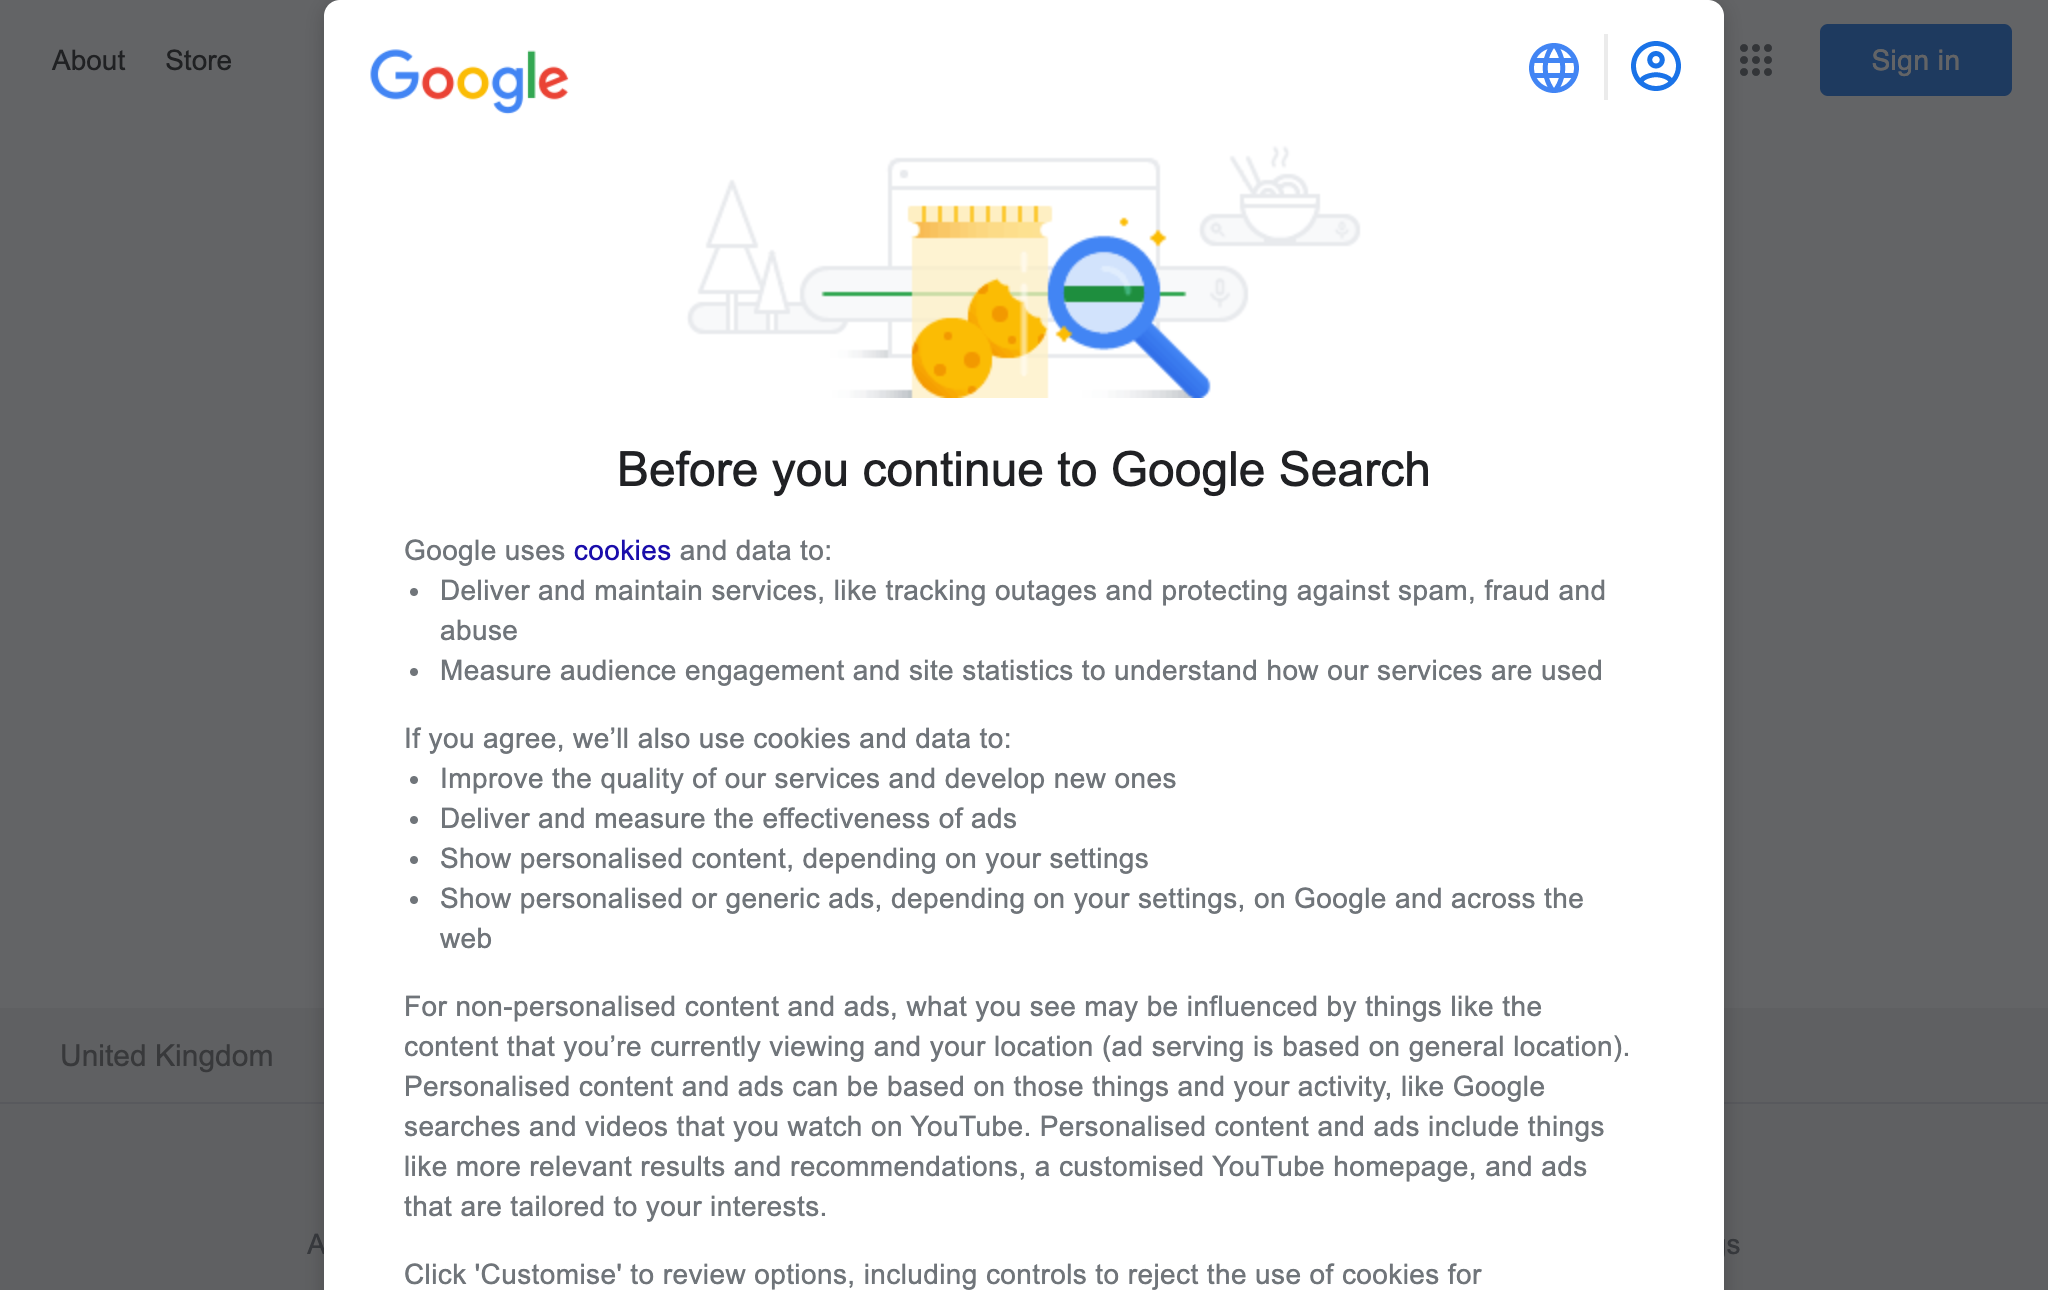 About Store
Google
Sign in
Before you continue to Google Search
Google uses cookies and data to:
• Deliver and maintain services, like tracking outages and protecting against spam, fraud and
abuse
• Measure audience engagement and site statistics to understand how our services are used
If you agree, we’ll also use cookies and data to:
• Improve the quality of our services and develop new ones
• Deliver and measure the effectiveness of ads
• Show personalised content, depending on your settings
• Show personalised or generic ads, depending on your settings, on Google and across the
web
For non-personalised content and ads, what you see may be influenced by things like the
content that you’re currently viewing and your location (ad serving is based on general location).
Personalised content and ads can be based on those things and your activity, like Google
searches and videos that you watch on YouTube. Personalised content and ads include things
like more relevant results and recommendations, a customised YouTube homepage, and ads
that are tailored to your interests.
United Kingdom
Click 'Customise' to review options, including controls to reject the use of cookies for